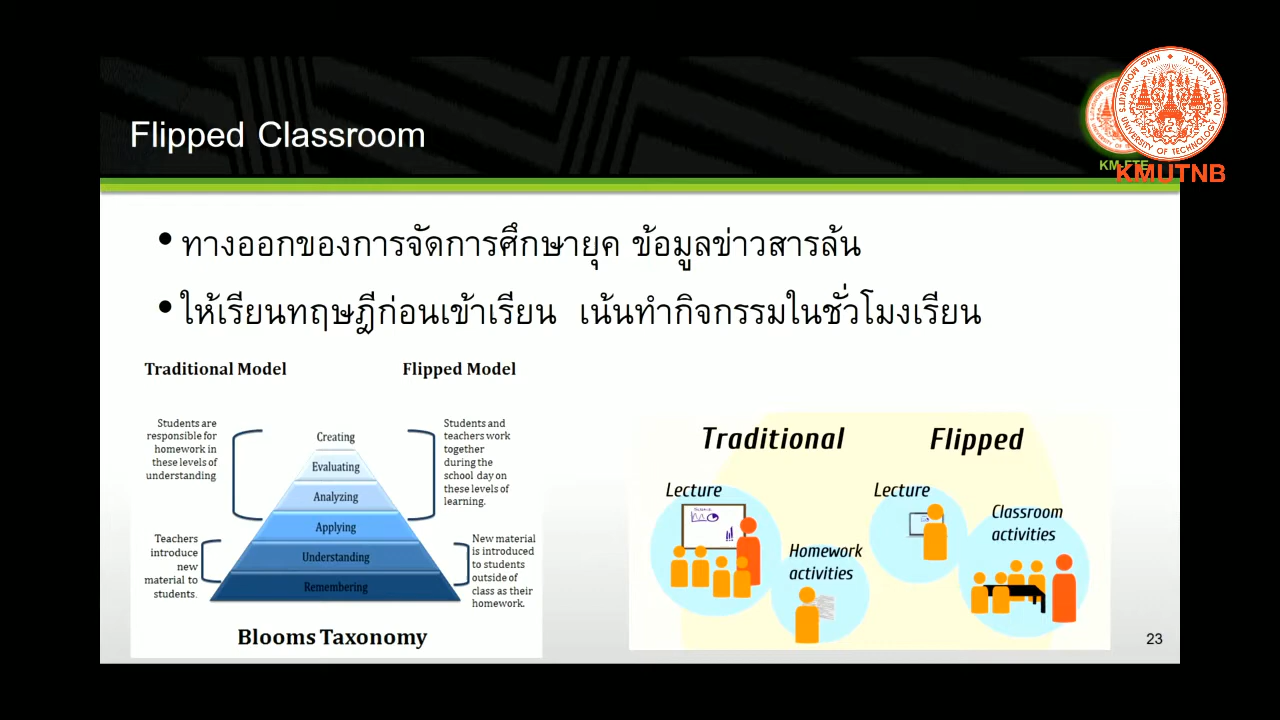 Flipped Classroom
KING MONGKUT'S UNIVERSITY OF TECHNOLOGY NORTH BANGKOK
KMUTNB
• ทางออกของการจัดการศึกษายุค ข้อมูลข่าวสารล้น
• ให้เรียนทฤษฎีก่อนเข้าเรียน เน้นทำกิจกรรมในชั่วโมงเรียน
Traditional Model
Flipped Model
Students are
responsible for
homework in
these levels of
understanding
Creating
Evaluating
Analyzing
Applying
Understanding
Remembering
Students and
teachers work
together
during the
school day on
these levels of
learning.
Teachers
introduce
new
material to
students.
New material
is introduced
to students
outside of
class as their
homework.
Blooms Taxonomy
Traditional
Flipped
Lecture
Homework
activities
Lecture
Classroom
activities
23